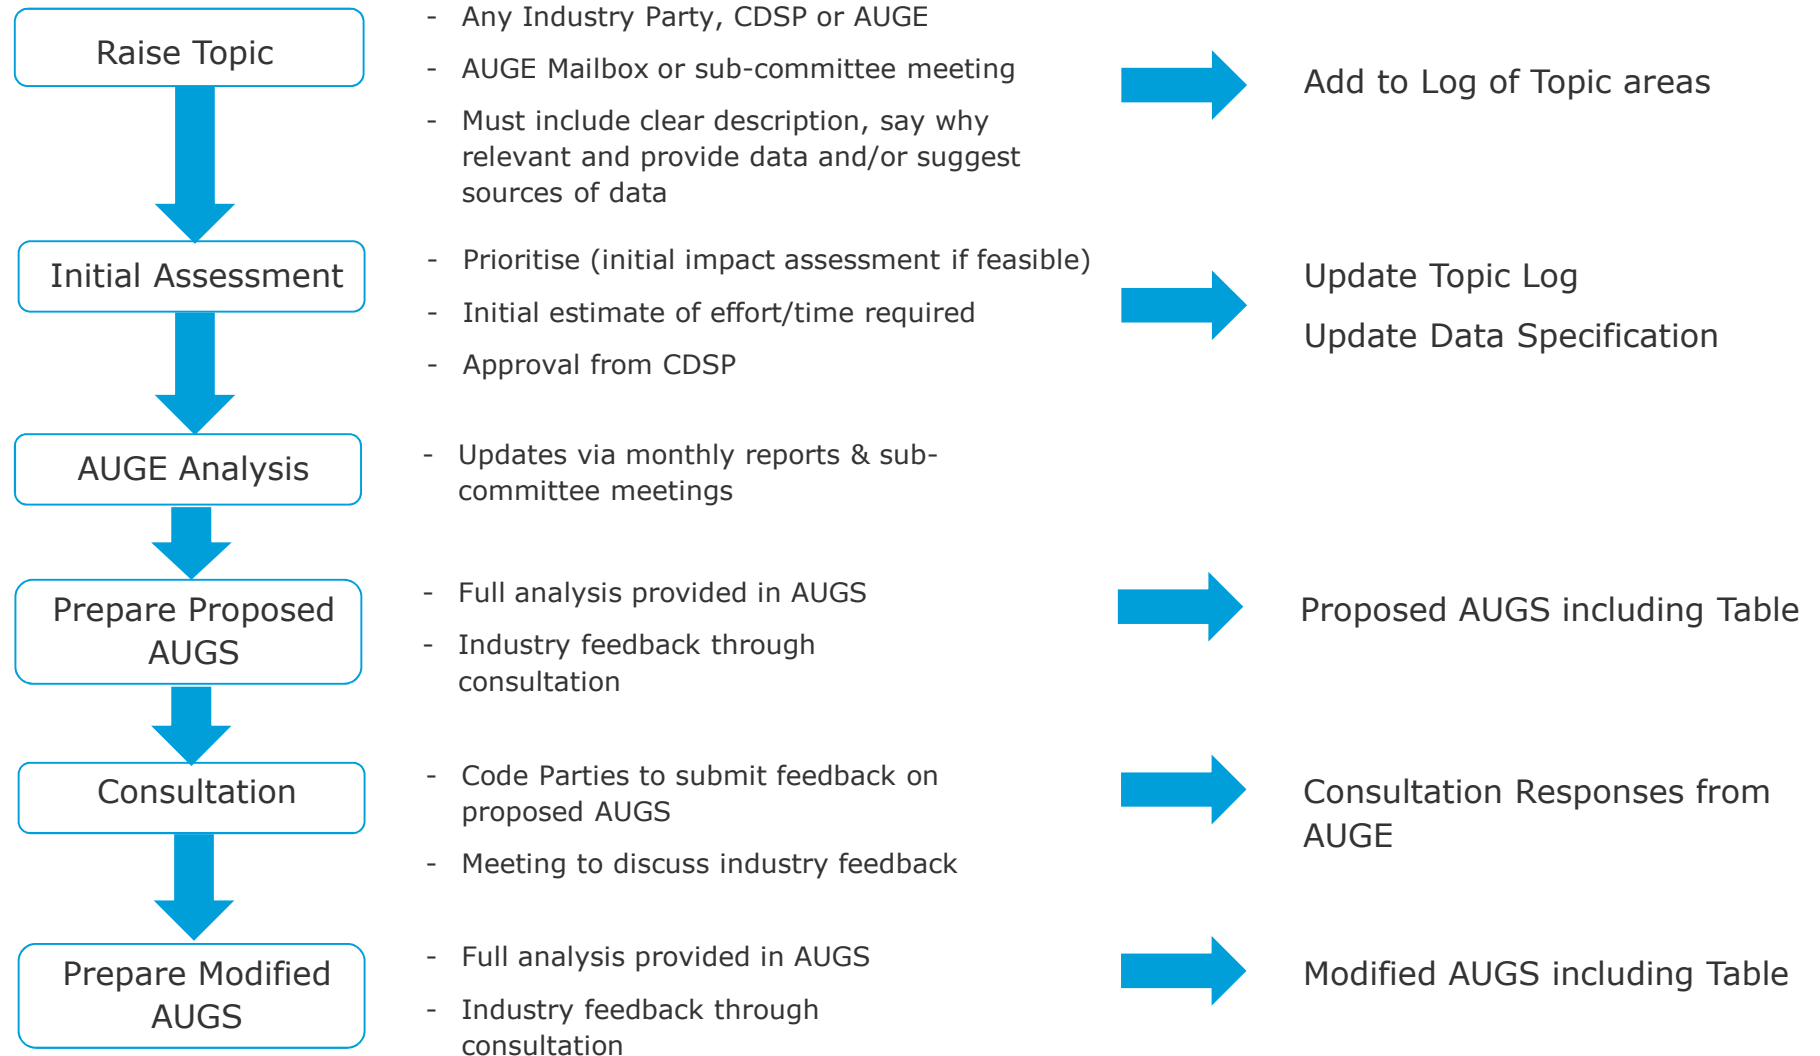 Raise Topic
- Any Industry Party, CDSP or AUGE
- AUGE Mailbox or sub-committee meeting
- Must include clear description, say why
relevant and provide data and/or suggest
sources of data
Add to Log of Topic areas
Initial Assessment
- Prioritise (initial impact assessment if feasible)
- Initial estimate of effort/time required
- Approval from CDSP
Update Topic Log
Update Data Specification
AUGE Analysis
- Updates via monthly reports & sub-
committee meetings
Prepare Proposed
AUGS
- Full analysis provided in AUGS
- Industry feedback through
consultation
Proposed AUGS including Table
Consultation
- Code Parties to submit feedback on
proposed AUGS
- Meeting to discuss industry feedback
Consultation Responses from
AUGE
Prepare Modified
AUGS
- Full analysis provided in AUGS
- Industry feedback through
consultation
Modified AUGS including Table